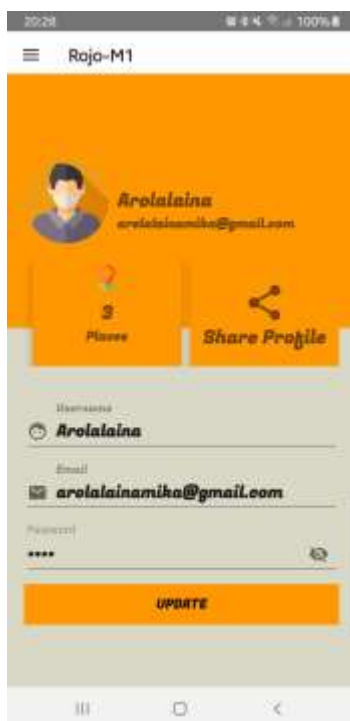 20:28 100%
Rojo-M1
Arolalaina
arolalainamika@gmail.com
3
Places
Share Profile
Username
Arolalaina
Email
arolalainamika@gmail.com
Password
••••
UPDATE